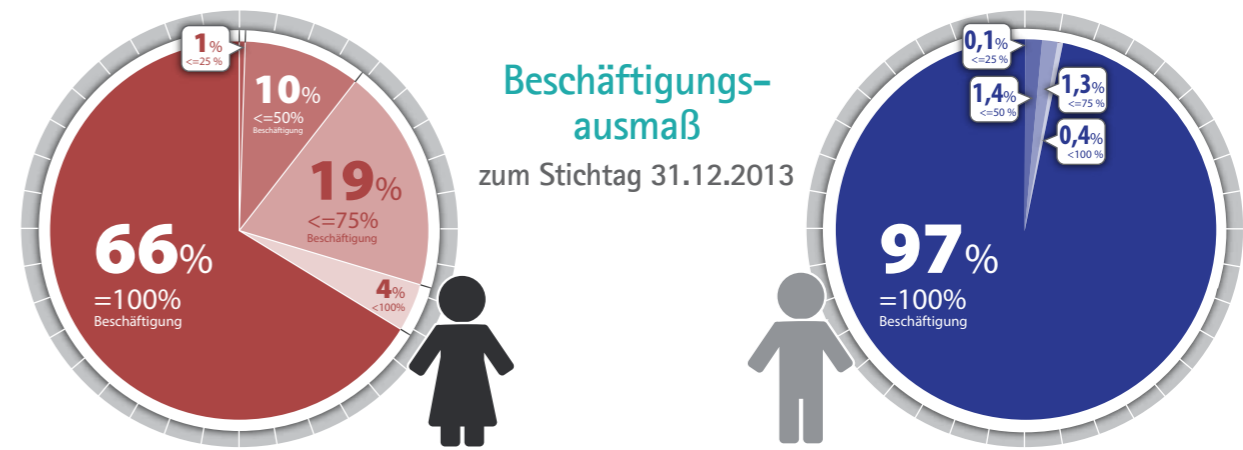 1%
<=25 %
10%
<=50%
Beschäftigung
19%
<=75%
Beschäftigung
4%
<100%
66%
=100%
Beschäftigung
Beschäftigungs-
ausmaß
zum Stichtag 31.12.2013
0,1%
<=25 %
1,4%
<=50 %
1,3%
<=75 %
0,4%
<100 %
97%
=100%
Beschäftigung